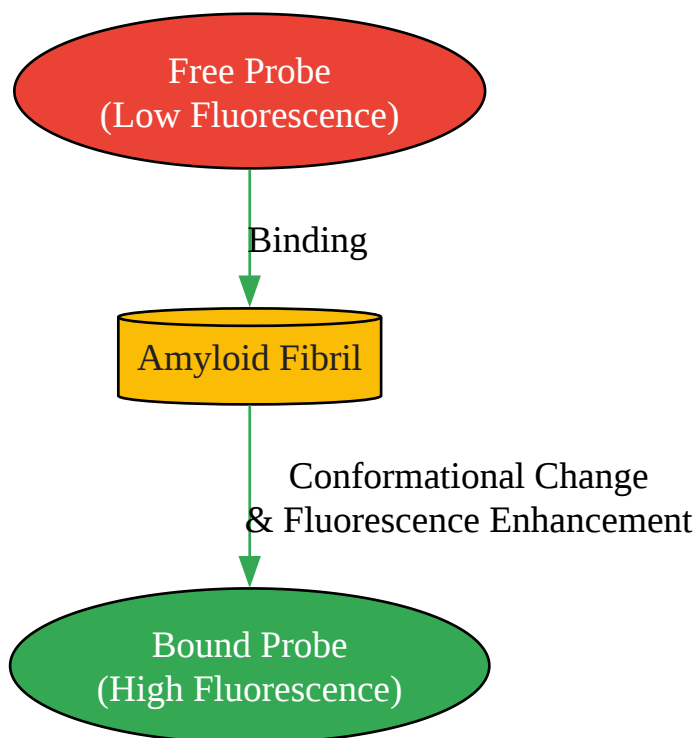 Free Probe
(Low Fluorescence)
Binding
Amyloid Fibril
Conformational Change
& Fluorescence Enhancement
Bound Probe
(High Fluorescence)